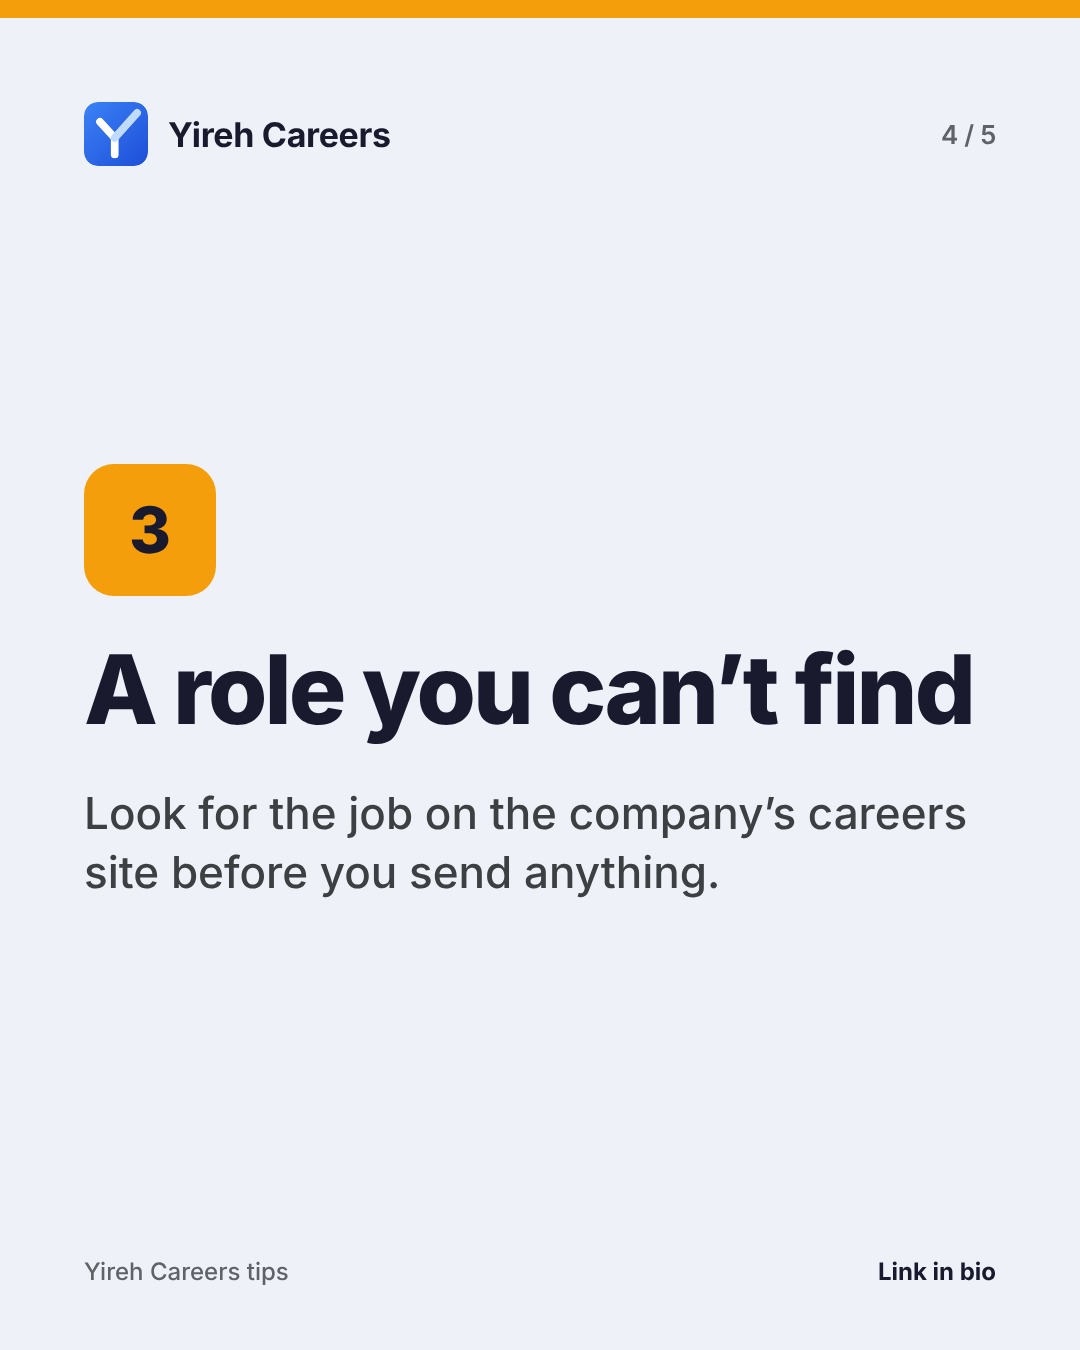 Yireh Careers
4 / 5
3
A role you can’t find
Look for the job on the company’s careers
site before you send anything.
Yireh Careers tips
Link in bio